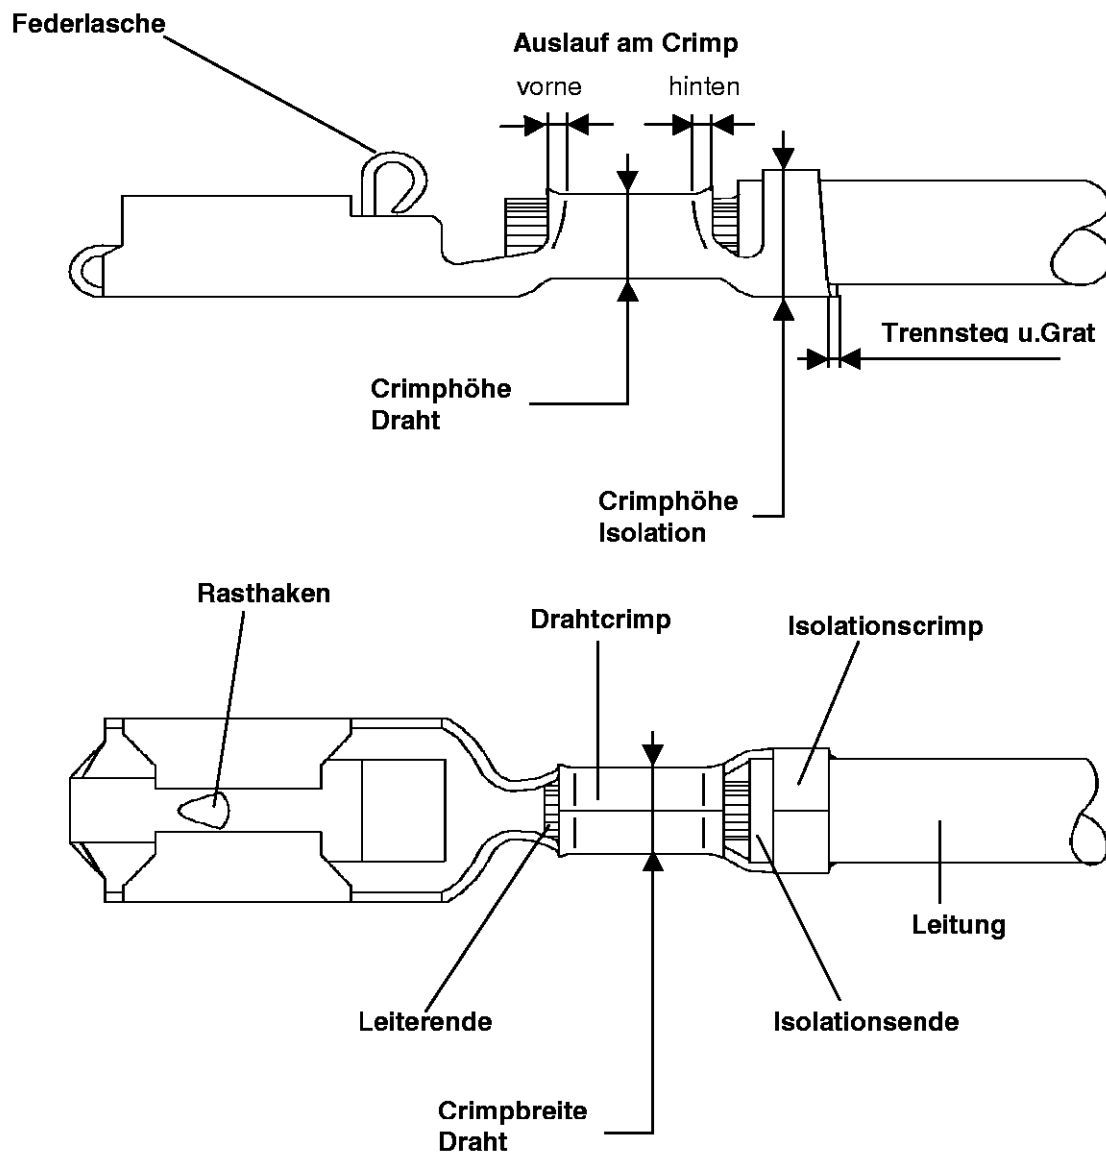 Federlasche
Auslauf am Crimp
vorne
hinten
Trennsteg u.Grat
Crimphöhe
Draht
Crimphöhe
Isolation
Rasthaken
Drahtcrimp
Isolationscrimp
Leitung
Leiterende
Isolationsende
Crimpbreite
Draht